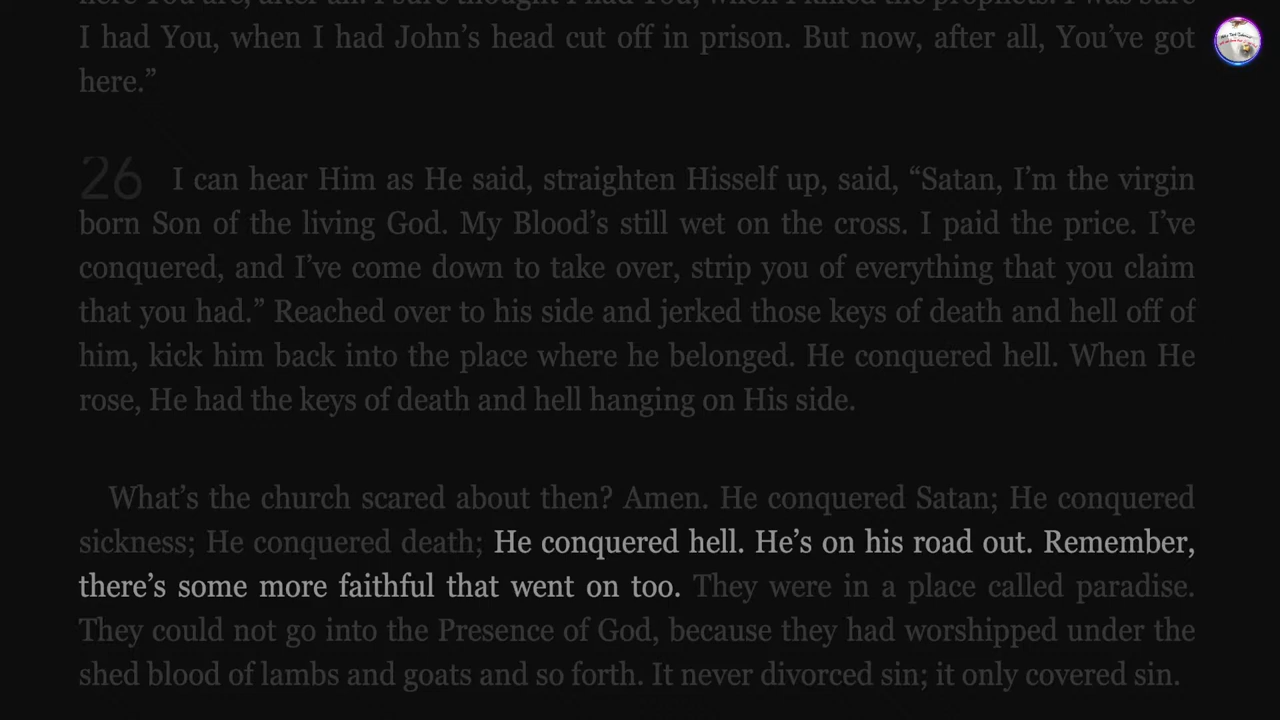 here You are, after all. I sure thought I had You, when I killed the prophets. I was sure
I had You, when I had John’s head cut off in prison. But now, after all, You’ve got
here.”
26 I can hear Him as He said, straighten Hisself up, said, “Satan, I’m the virgin
born Son of the living God. My Blood’s still wet on the cross. I paid the price. I’ve
conquered, and I’ve come down to take over, strip you of everything that you claim
that you had.” Reached over to his side and jerked those keys of death and hell off of
him, kick him back into the place where he belonged. He conquered hell. When He
rose, He had the keys of death and hell hanging on His side.
What’s the church scared about then? Amen. He conquered Satan; He conquered
sickness; He conquered death; He conquered hell. He’s on his road out. Remember,
there’s some more faithful that went on too. They were in a place called paradise.
They could not go into the Presence of God, because they had worshipped under the
shed blood of lambs and goats and so forth. It never divorced sin; it only covered sin.